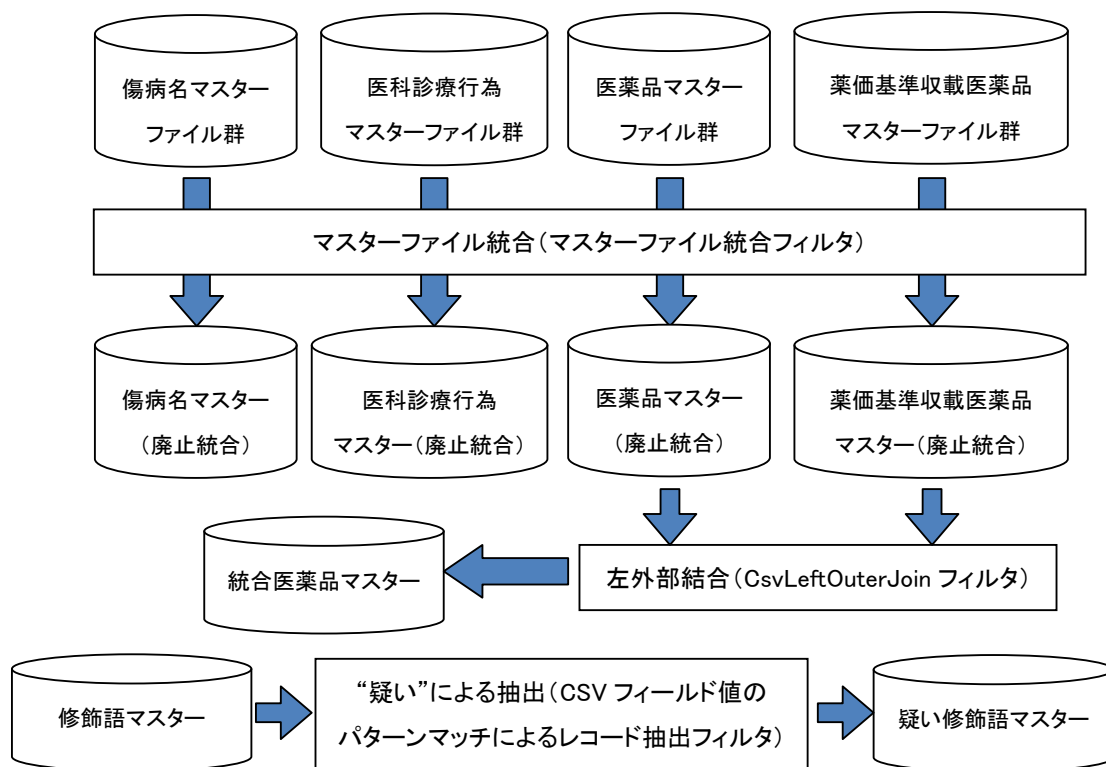 傷病名マスター
ファイル群
医科診療行為
マスターファイル群
医薬品マスター
ファイル群
薬価基準収載医薬品
マスターファイル群
マスターファイル統合（マスターファイル統合フィルタ）
傷病名マスター
（廃止統合）
医科診療行為
マスター（廃止統合）
医薬品マスター
（廃止統合）
薬価基準収載医薬品
マスター（廃止統合）
統合医薬品マスター
左外部結合（CsvLeftOuterJoin フィルタ）
修飾語マスター
“疑い”による抽出（CSV フィールド値の
パターンマッチによるレコード抽出フィルタ）
疑い修飾語マスター